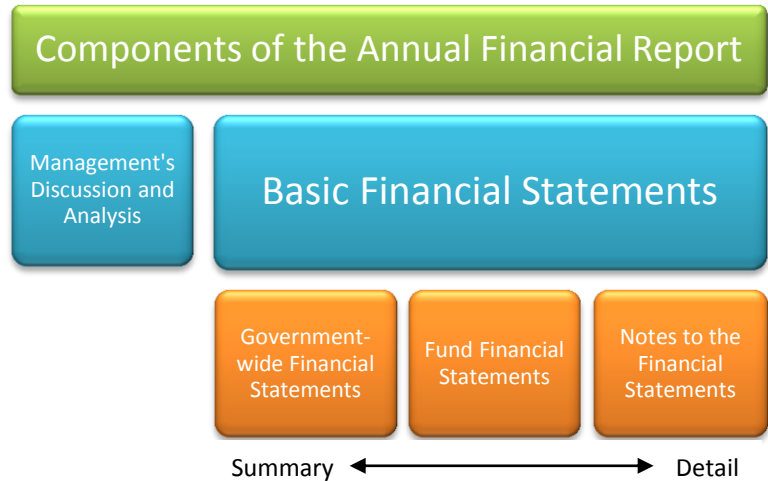 Components of the Annual Financial Report
Management's
Discussion and
Analysis
Basic Financial Statements
Government-
wide Financial
Statements
Fund Financial
Statements
Notes to the
Financial
Statements
Summary
Detail